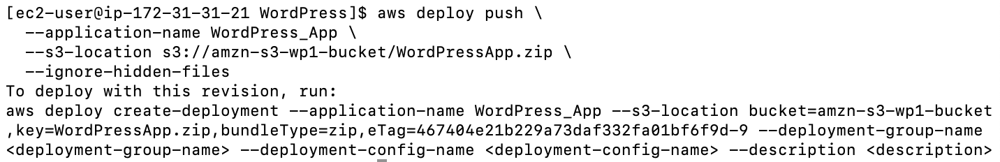 [ec2-user@ip-172-31-31-21 WordPress]$ aws deploy push \
  --application-name WordPress_App \
  --s3-location s3://amzn-s3-wp1-bucket/WordPressApp.zip \
  --ignore-hidden-files
To deploy with this revision, run:
aws deploy create-deployment --application-name WordPress_App --s3-location bucket=amzn-s3-wp1-bucket
,key=WordPressApp.zip,bundleType=zip,eTag=467404e21b229a73daf332fa01bf6f9d-9 --deployment-group-name
<deployment-group-name> --deployment-config-name <deployment-config-name> --description <description>